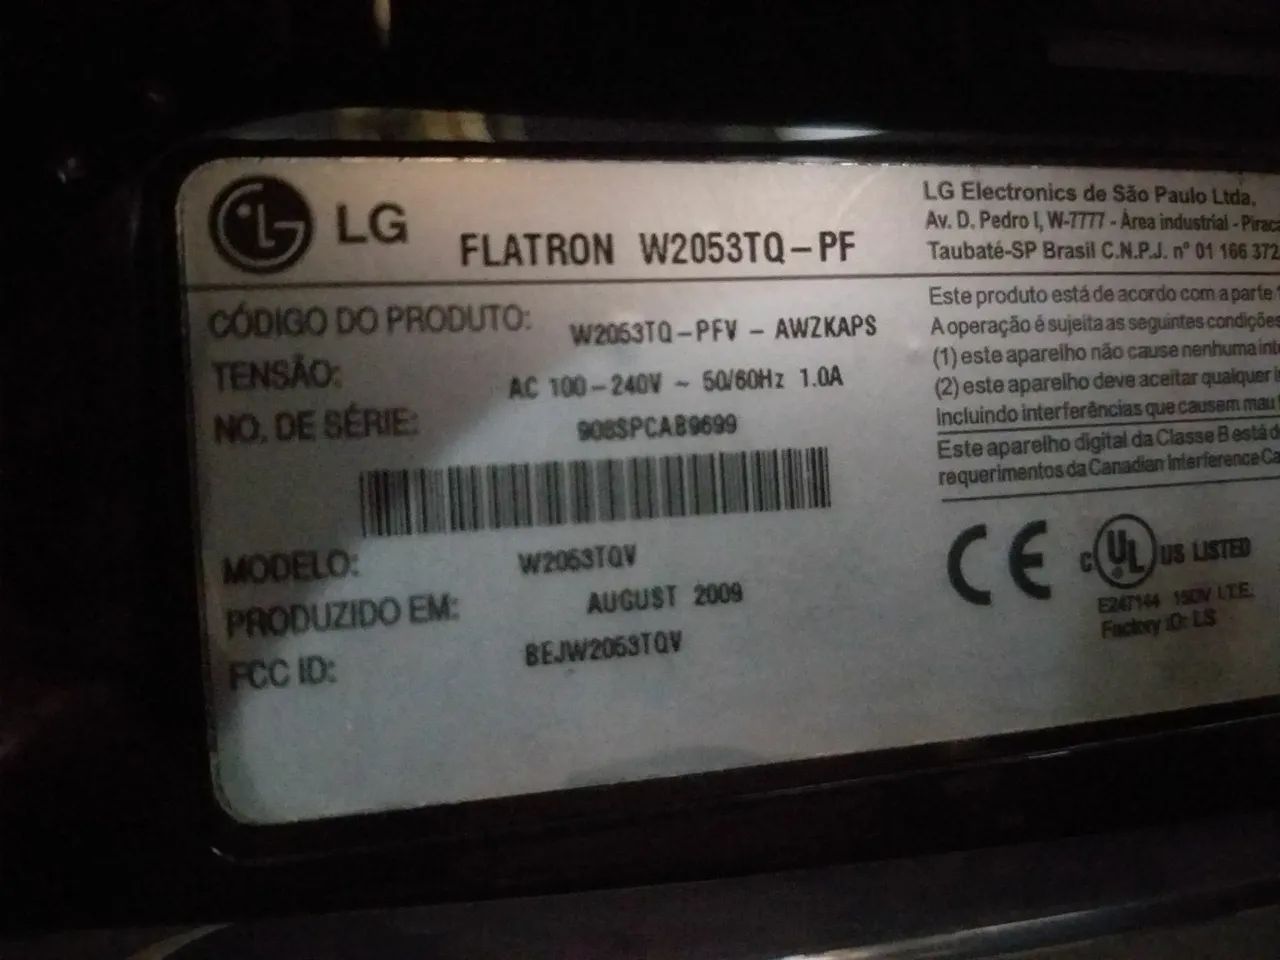 LG
FLATRON W2053TQ-PF
CÓDIGO DO PRODUTO: W2053TQ-PFV - AWZKAPS
TENSÃO: AC 100-240V ~ 50/60Hz 1.0A
NO. DE SÉRIE: 908SPCAB9699
MODELO: W2053TQV
PRODUZIDO EM: AUGUST 2009
FCC ID: BEJW2053TQV
LG Electronics de São Paulo Ltda.
Av. D. Pedro I, W-7777 - Área industrial -
Taubaté-SP Brasil C.N.P.J. nº 01 166 372
Este produto está de acordo com a parte
A operação é sujeita as seguintes condições
(1) este aparelho não cause nenhuma
(2) este aparelho deve aceitar qualquer
incluindo interferências que causem mau
Este aparelho digital da Classe B está
requerimentos da Canadian Interference
CE c UL US LISTED
E247144 I.T.E.
Factory ID: LS